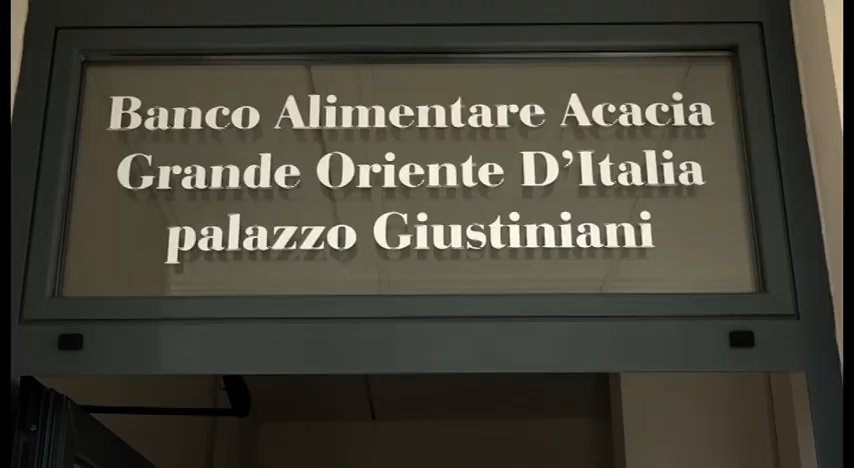 Banco Alimentare Acacia
Grande Oriente D’Italia
palazzo Giustiniani